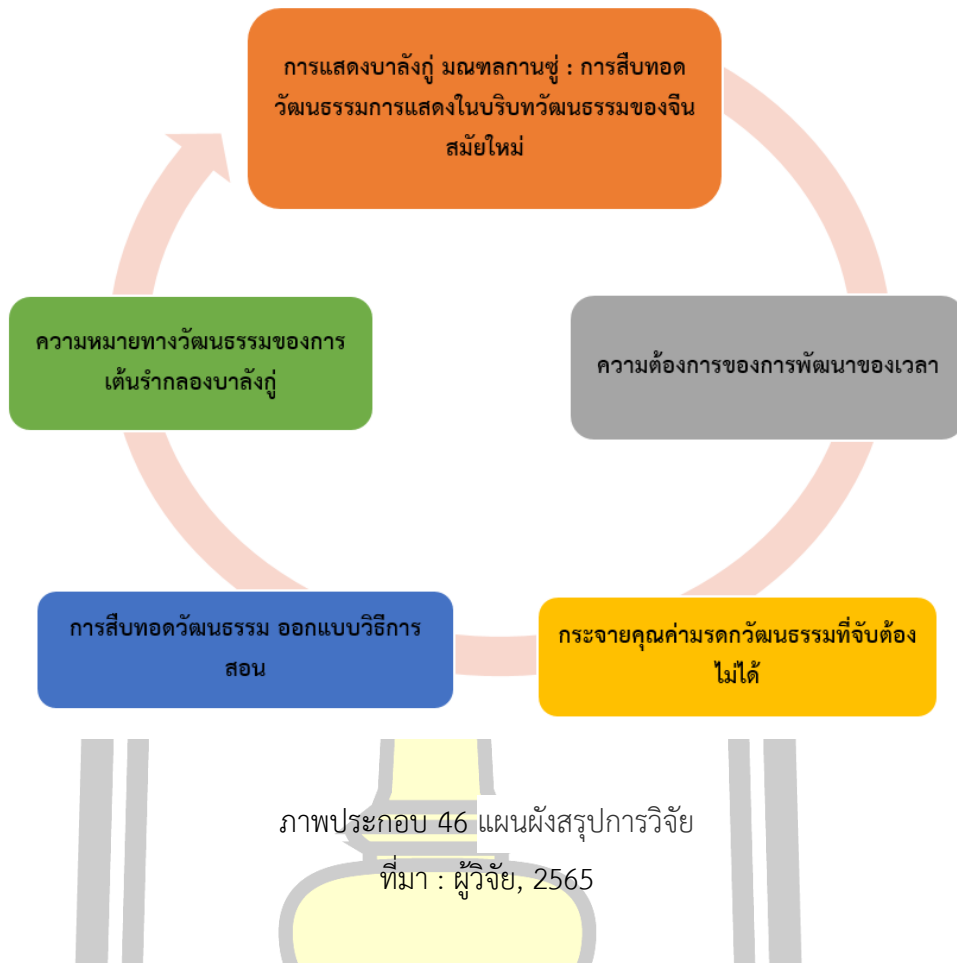 การแสดงบาลังกู่ มณฑลกานซู่ : การสืบทอด
วัฒนธรรมการแสดงในบริบทวัฒนธรรมของจีน
สมัยใหม่
ความหมายทางวัฒนธรรมของการ
เต้นรำกลองบาลังกู่
ความต้องการของการพัฒนาของเวลา
การสืบทอดวัฒนธรรม ออกแบบวิธีการ
สอน
กระจายคุณค่ามรดกวัฒนธรรมที่จับต้อง
ไม่ได้
ภาพประกอบ 46 แผนผังสรุปการวิจัย
ที่มา : ผู้วิจัย, 2565